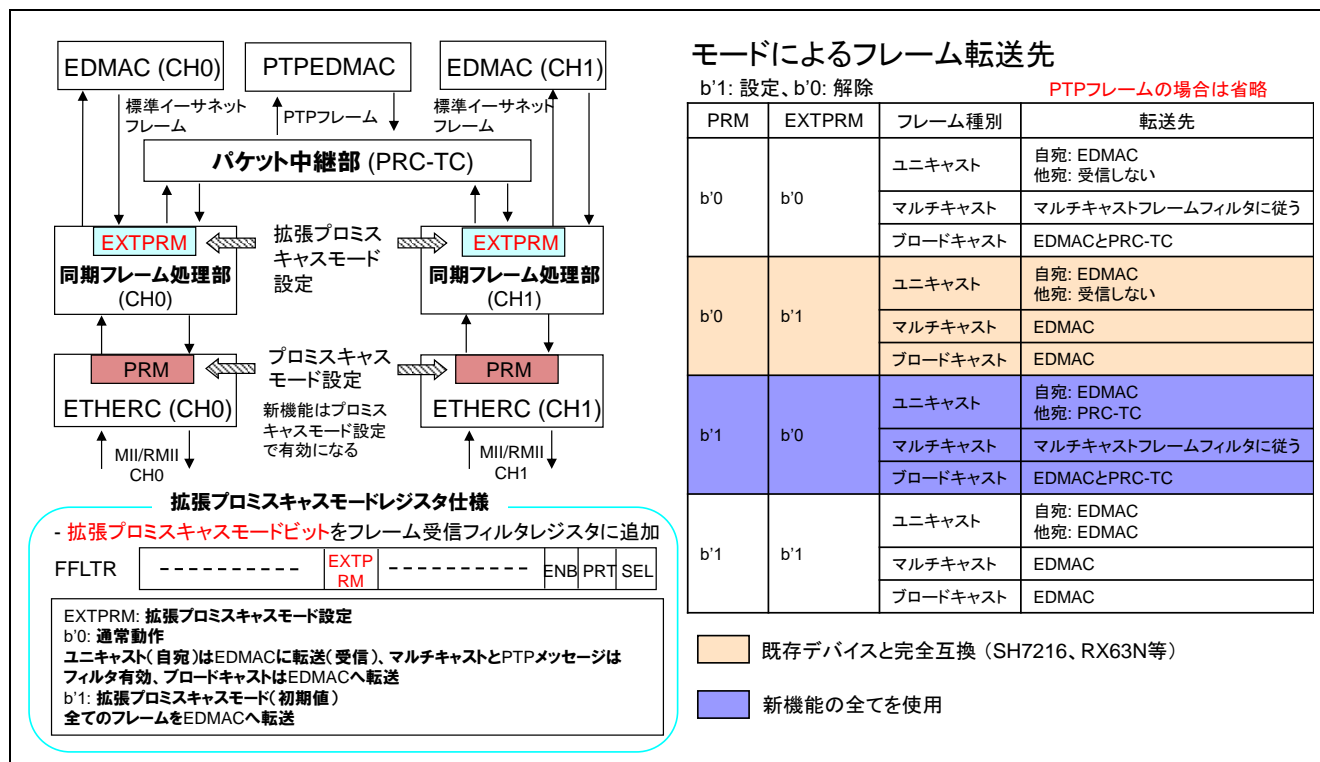 EDMAC (CH0)
PTPEDMAC
EDMAC (CH1)
標準イーサネット
フレーム
PTPフレーム
標準イーサネット
フレーム
パケット中継部 (PRC-TC)
EXTPRM
拡張プロミス
キャスモード
設定
EXTPRM
同期フレーム処理部
(CH0)
同期フレーム処理部
(CH1)
PRM
プロミスキャス
モード設定
PRM
ETHERC (CH0)
新機能はプロミス
キャスモード設定
で有効になる
ETHERC (CH1)
MII/RMII
CH0
MII/RMII
CH1
拡張プロミスキャスモードレジスタ仕様
- 拡張プロミスキャスモードビットをフレーム受信フィルタレジスタに追加
FFLTR ---------- EXTP ---------- ENB PRT SEL
RM
EXTPRM: 拡張プロミスキャスモード設定
b'0: 通常動作
ユニキャスト(自宛)はEDMACに転送(受信)、マルチキャストとPTPメッセージは
フィルタ有効、ブロードキャストはEDMACへ転送
b'1: 拡張プロミスキャスモード(初期値)
全てのフレームをEDMACへ転送
モードによるフレーム転送先
b'1: 設定、b'0: 解除
PTPフレームの場合は省略
PRM EXTPRM フレーム種別 転送先
b'0 b'0 ユニキャスト 自宛: EDMAC
他宛: 受信しない
マルチキャスト マルチキャストフレームフィルタに従う
ブロードキャスト EDMACとPRC-TC
b'0 b'1 ユニキャスト 自宛: EDMAC
他宛: 受信しない
マルチキャスト EDMAC
ブロードキャスト EDMAC
b'1 b'0 ユニキャスト 自宛: EDMAC
他宛: PRC-TC
マルチキャスト マルチキャストフレームフィルタに従う
ブロードキャスト EDMACとPRC-TC
b'1 b'1 ユニキャスト 自宛: EDMAC
他宛: EDMAC
マルチキャスト EDMAC
ブロードキャスト EDMAC
既存デバイスと完全互換 (SH7216、RX63N等)
新機能の全てを使用